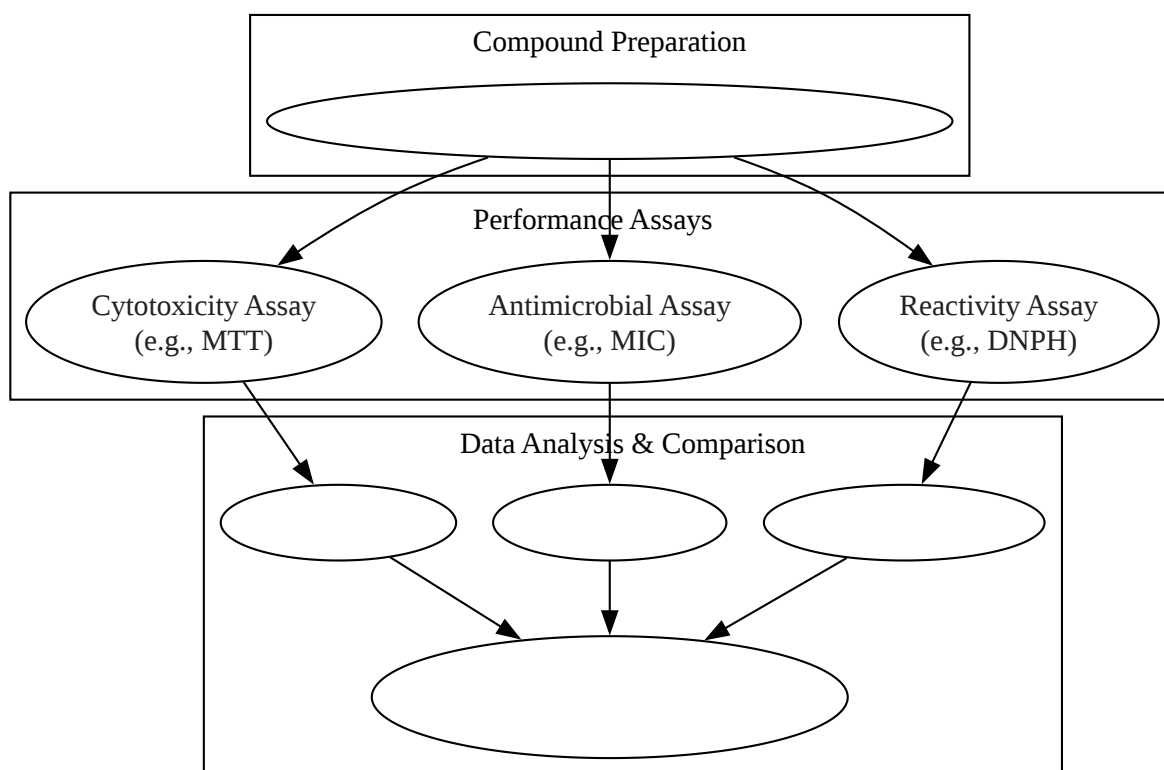 Compound Preparation
Performance Assays
Cytotoxicity Assay
(e.g., MTT)
Antimicrobial Assay
(e.g., MIC)
Reactivity Assay
(e.g., DNPH)
Data Analysis & Comparison